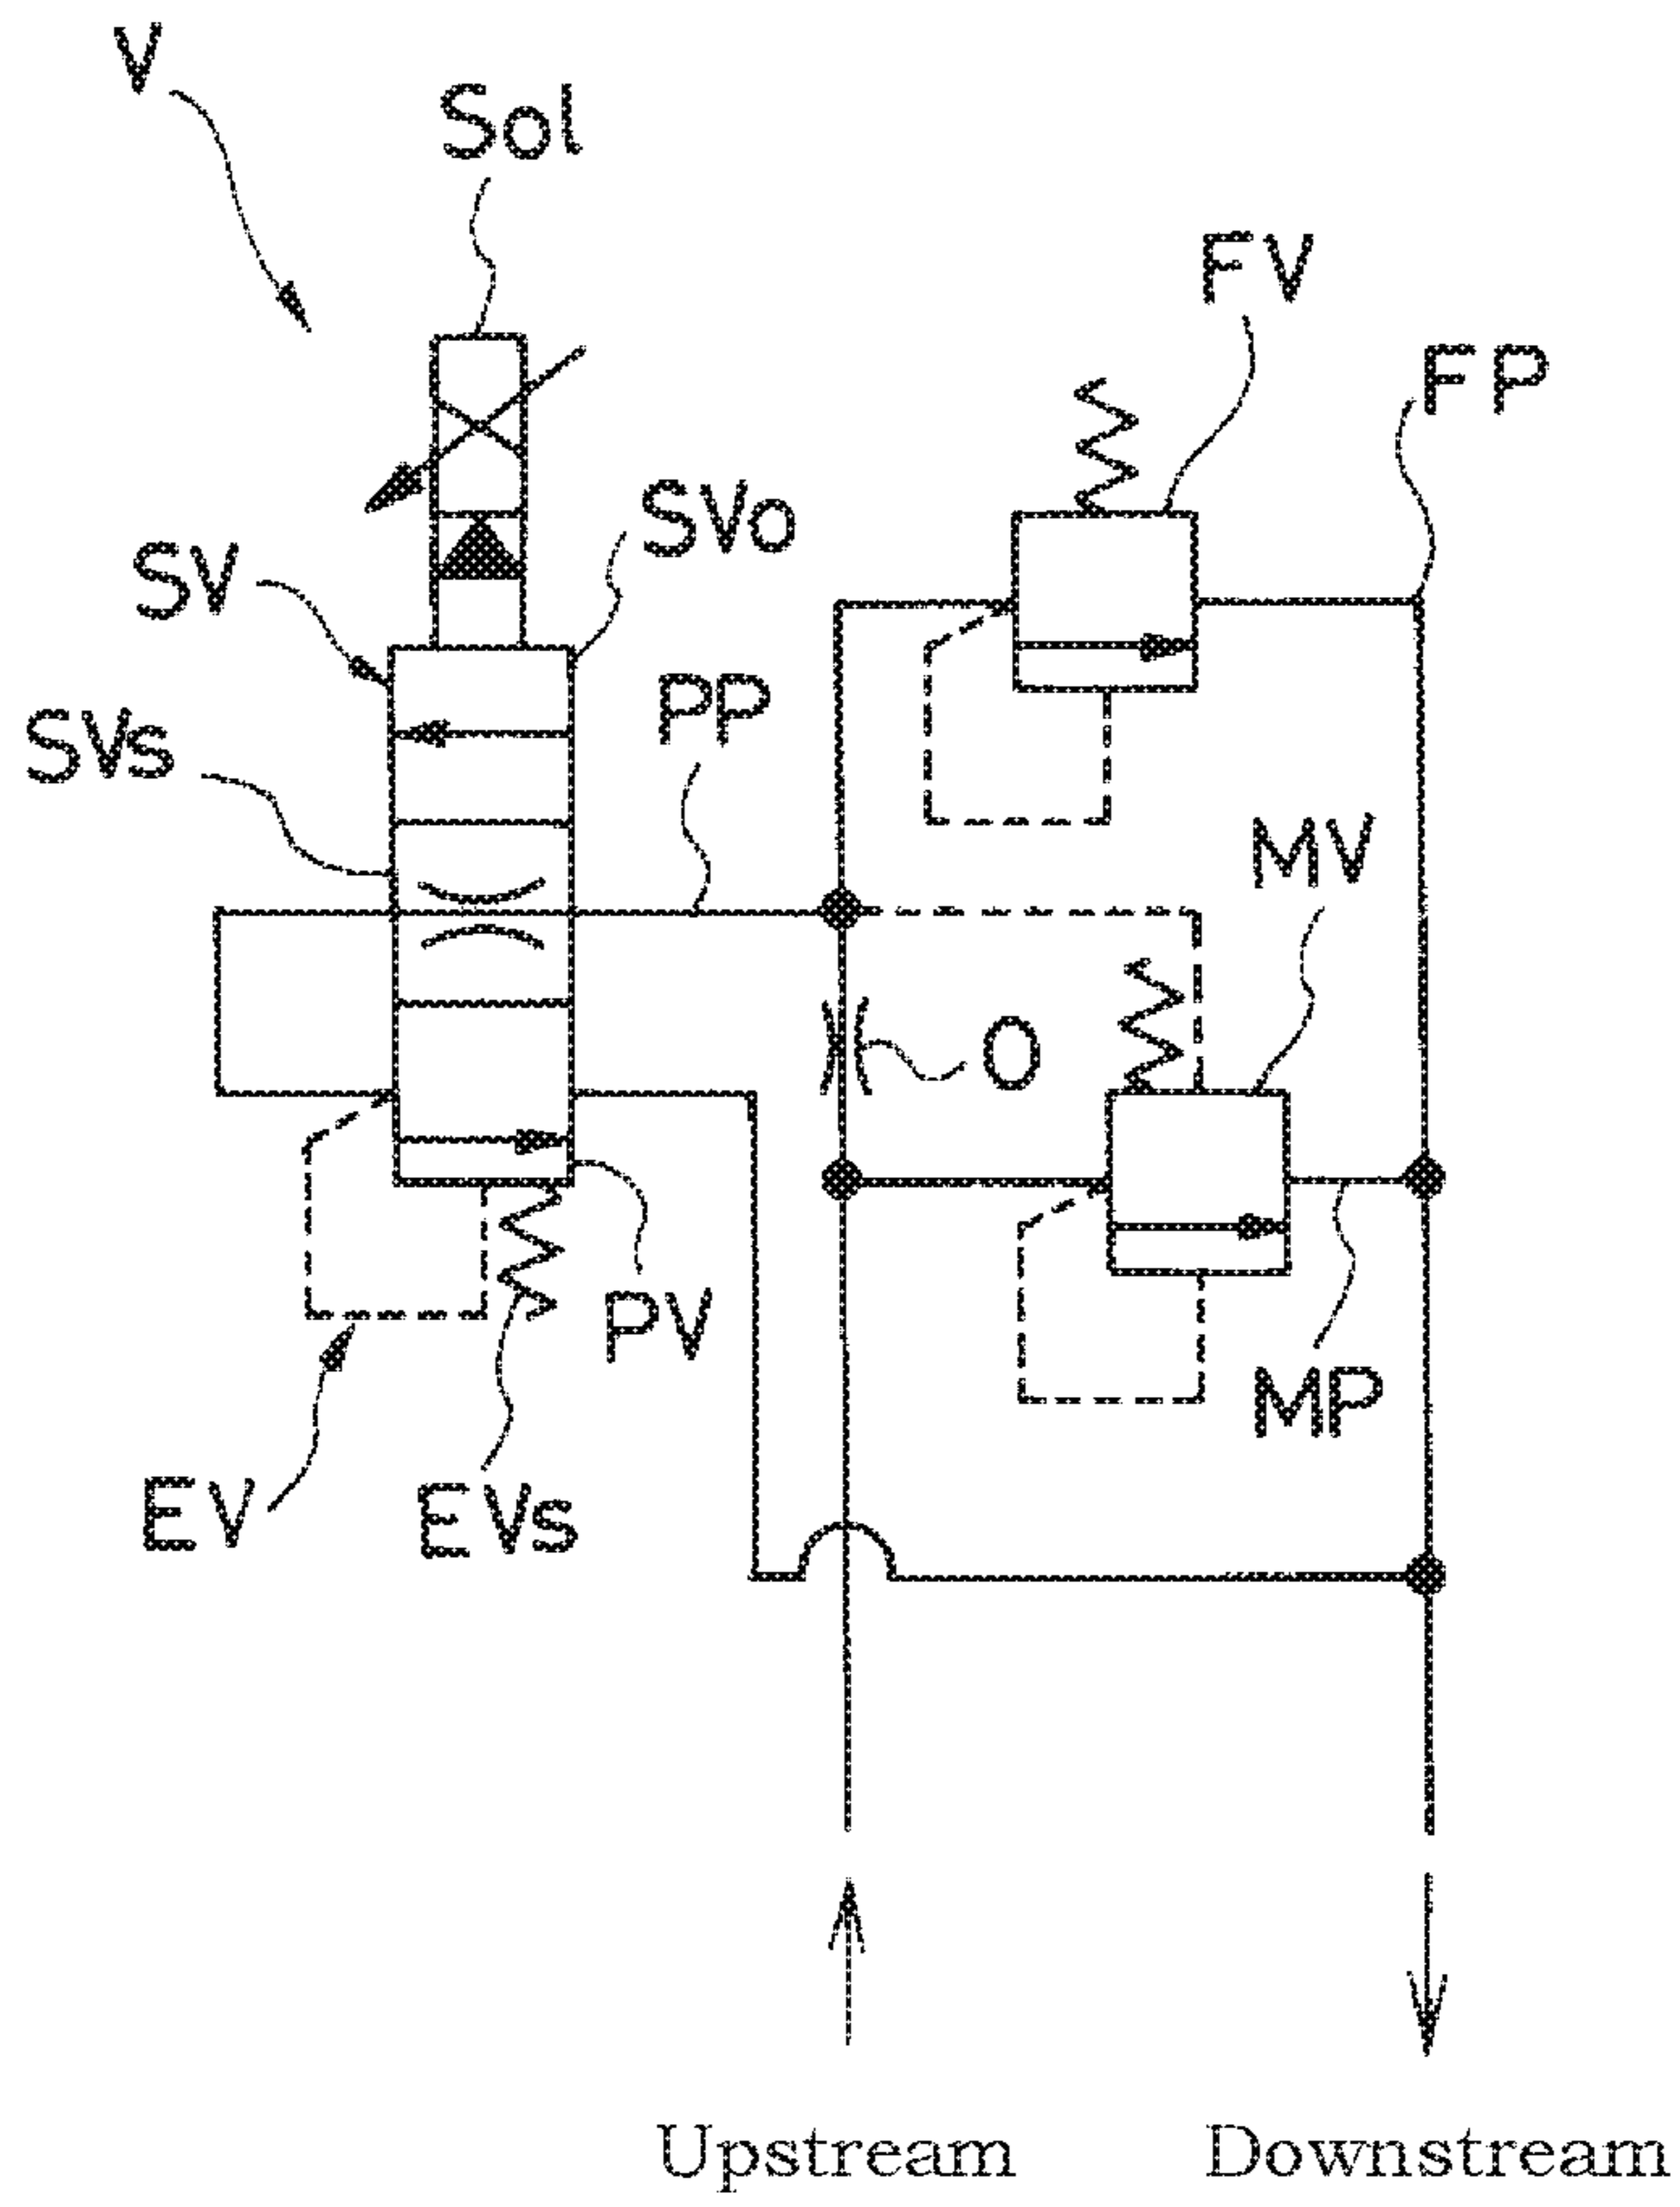 V
Sol
FV
FP
SVo
SV
PP
SVs
MV
O
PV
MP
EV
EVs
Upstream
Downstream